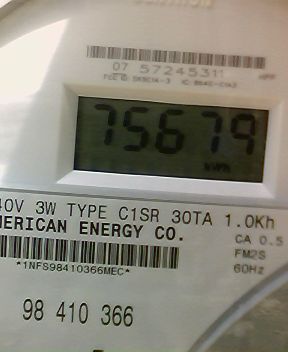 07 57245311
75679
kWh
40V 3W TYPE C1SR 30TA 1.0Kh
MERICAN ENERGY CO.
CA 0.5
FM2S
60Hz
*1NFS98410366MEC*
98 410 366